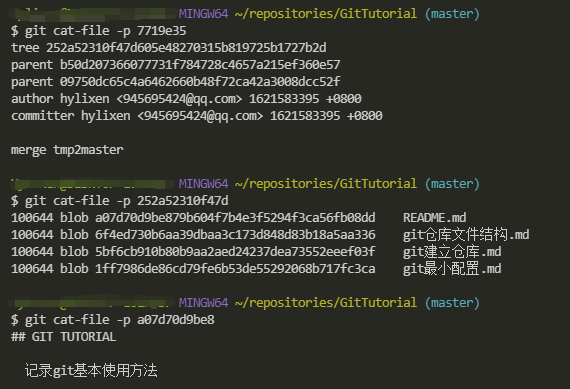 MINGW64 ~/repositories/GitTutorial (master)
$ git cat-file -p 7719e35
tree 252a52310f47d605e48270315b819725b1727b2d
parent b50d207366077731f784728c4657a215ef360e57
parent 09750dc65c4a6462660b48f72ca42a3008dcc52f
author hylixen <945695424@qq.com> 1621583395 +0800
committer hylixen <945695424@qq.com> 1621583395 +0800
merge tmp2master
MINGW64 ~/repositories/GitTutorial (master)
$ git cat-file -p 252a52310f47d
100644 blob a07d70d9be879b604f7b4e3f5294f3ca56fb08dd README.md
100644 blob 6f4ed730b6aa39dbaa3c173d848d83b18a5aa336 git仓库文件结构.md
100644 blob 5bf6cb910b80b9aa2aed24237dea73552eeef03f git建立仓库.md
100644 blob 1ff7986de86cd79fe6b53de55292068b717fc3ca git最小配置.md
MINGW64 ~/repositories/GitTutorial (master)
$ git cat-file -p a07d70d9be8
## GIT TUTORIAL
记录git基本使用方法